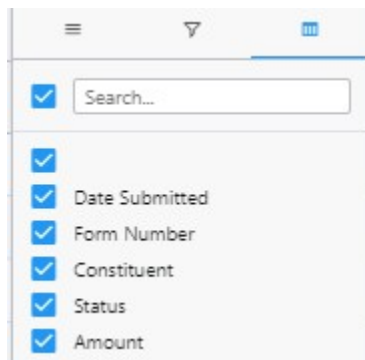 Search...
Date Submitted
Form Number
Constituent
Status
Amount